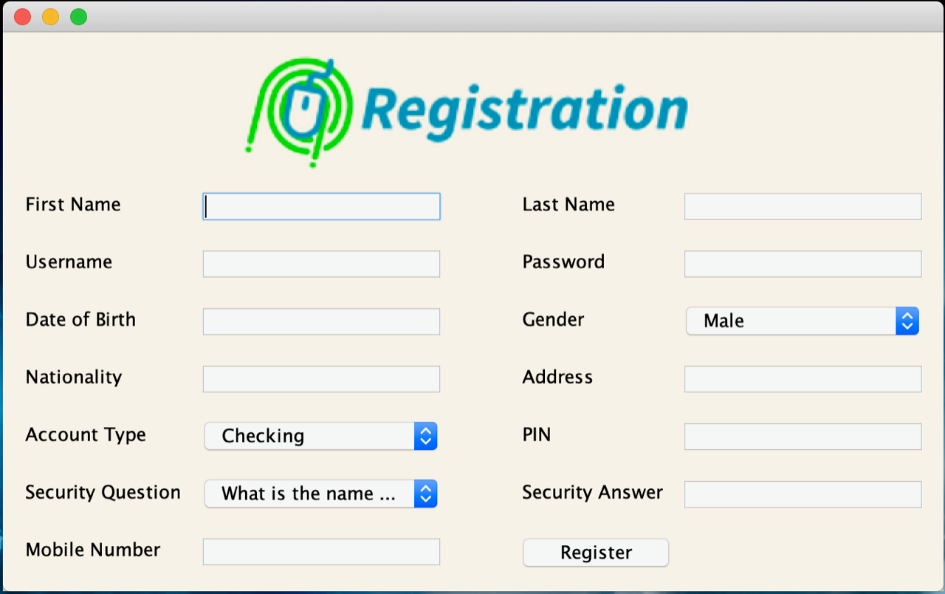 Registration
First Name
Last Name
Username
Password
Date of Birth
Gender Male
Nationality
Address
Account Type Checking
PIN
Security Question What is the name ...
Security Answer
Mobile Number
Register